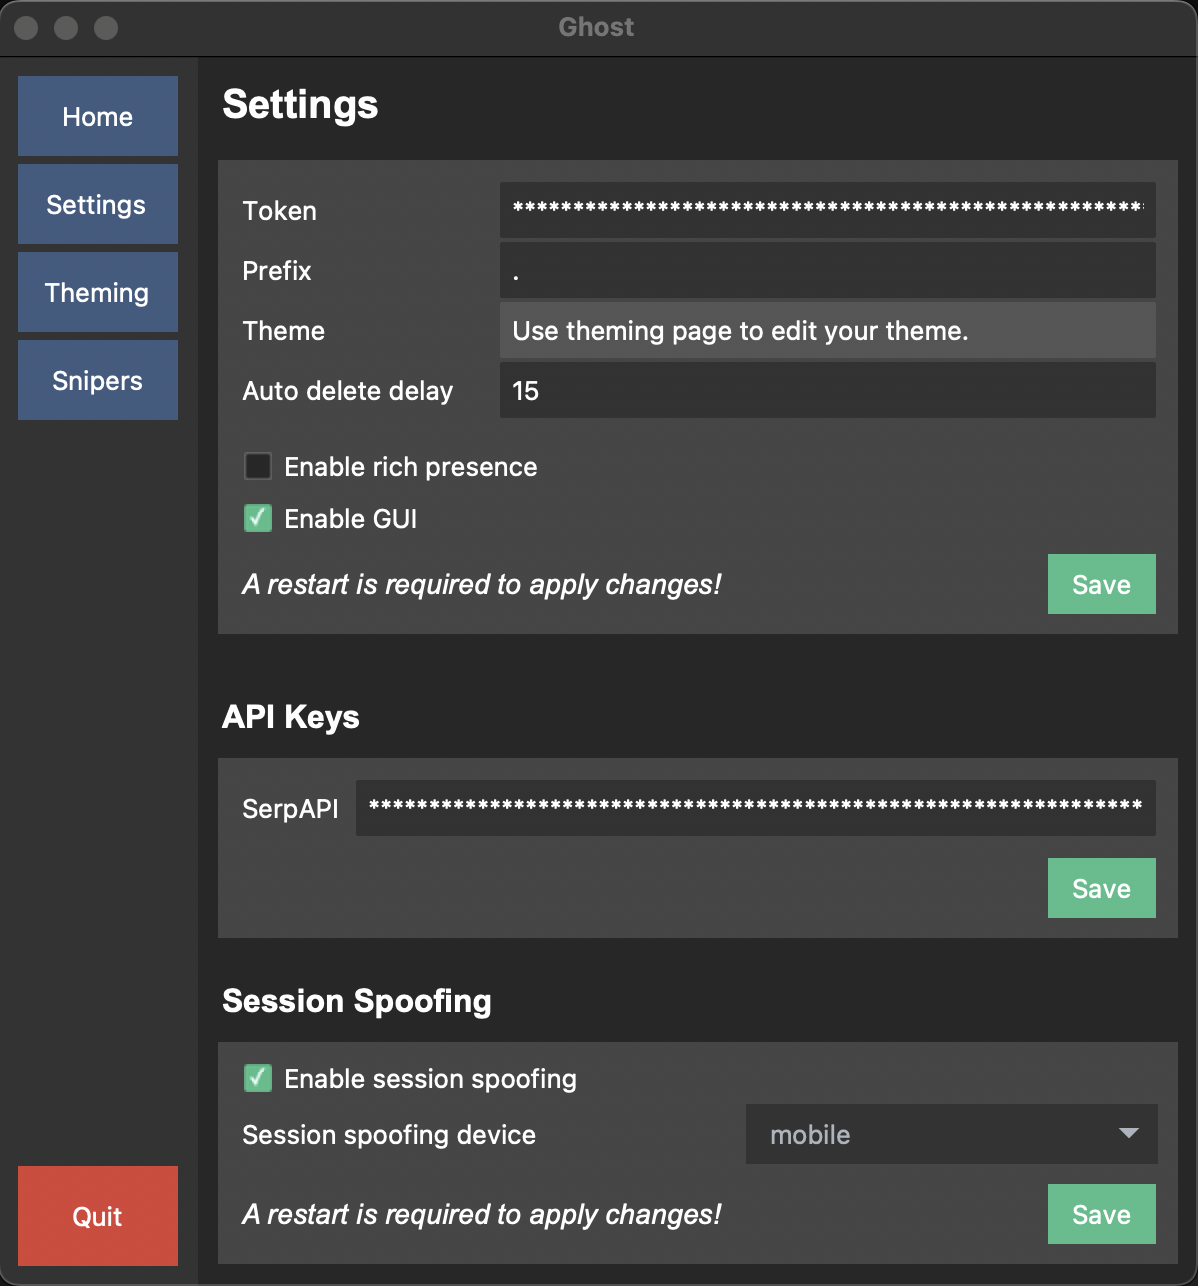 Ghost
Home
Settings
Theming
Snipers
Quit
Settings
Token ****************************************************
Prefix .
Theme Use theming page to edit your theme.
Auto delete delay 15
Enable rich presence
Enable GUI
A restart is required to apply changes! Save
API Keys
SerpAPI ****************************************************************
Save
Session Spoofing
Enable session spoofing
Session spoofing device mobile
A restart is required to apply changes! Save